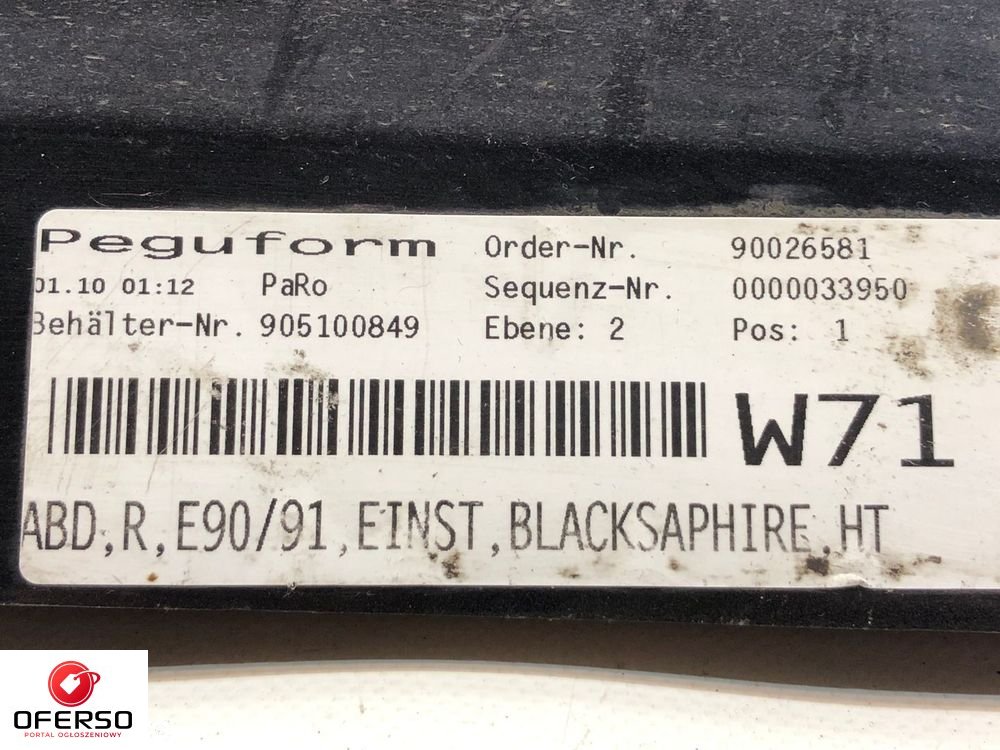 Peguform Order-Nr. 90026581
01.10 01:12 PaRo Sequenz-Nr. 0000033950
Behälter-Nr. 905100849 Ebene: 2 Pos: 1
W71
ABD,R,E90/91,EINST,BLACKSAPHIRE,HT
OFERSO
PORTAL OGŁOSZENIOWY